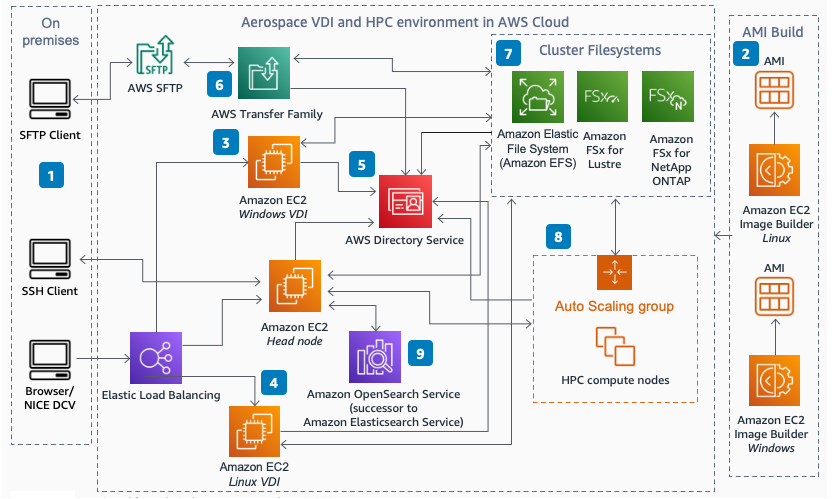 On
premises
Aerospace VDI and HPC environment in AWS Cloud
AMI Build
SFTP Client
1
SSH Client
Browser/
NICE DCV
SFTP
AWS SFTP
6
AWS Transfer Family
3
Amazon EC2
Windows VDI
5
AWS Directory Service
Amazon EC2
Head node
Elastic Load Balancing
4
Amazon EC2
Linux VDI
9
Amazon OpenSearch Service
(successor to
Amazon Elasticsearch Service)
7
Cluster Filesystems
Amazon Elastic
File System
(Amazon EFS)
FSx
Amazon
FSx for
Lustre
FSx
N
Amazon
FSx for
NetApp
ONTAP
8
Auto Scaling group
HPC compute nodes
2
AMI
Amazon EC2
Image Builder
Linux
AMI
Amazon EC2
Image Builder
Windows